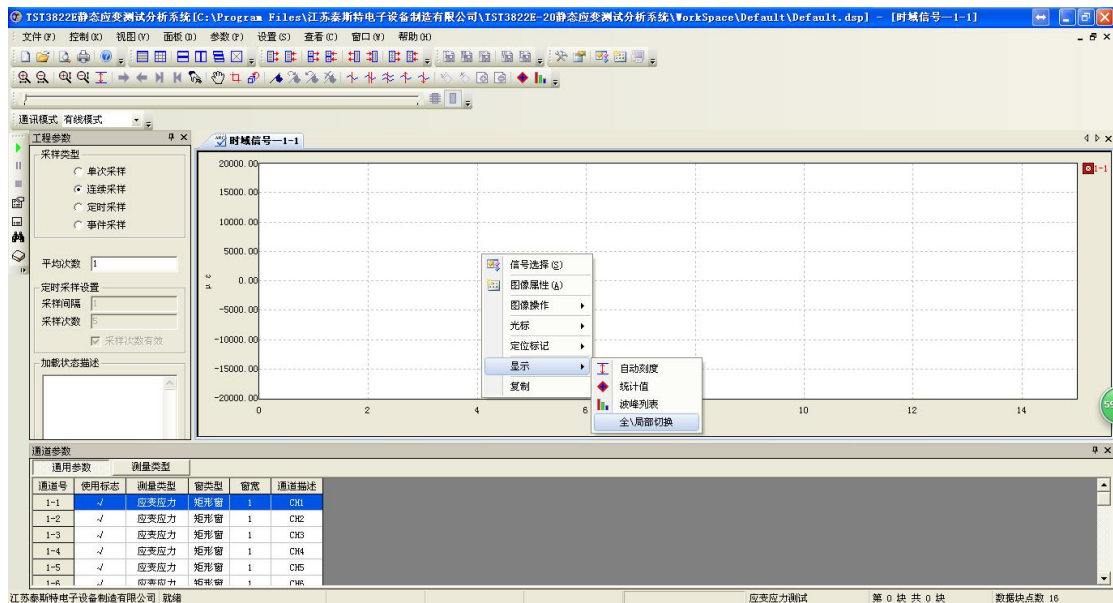 TST3822E静态应变测试分析系统[C:\Program Files\江苏泰斯特电子设备制造有限公司\TST3822E-20静态应变测试分析系统\WorkSpace\Default\Default.dsp] - [时域信号—1-1]
文件(F) 控制(K) 视图(V) 面板(D) 参数(P) 设置(S) 查看(C) 窗口(W) 帮助(H)
通讯模式 有线模式
工程参数
采样类型
单次采样
连续采样
定时采样
事件采样
平均次数 1
定时采样设置
采样间隔 1
采样次数 5
采样次数有效
加载状态描述
时域信号—1-1
20000.00
15000.00
10000.00
5000.00
0.00
-5000.00
-10000.00
-15000.00
-20000.00
με
0 2 4 6 10 12 14
1-1
信号选择(S)
图像属性(A)
图像操作
光标
定位标记
显示
复制
自动刻度
统计值
波峰列表
全\局部切换
通道参数
通用参数 测量类型
通道号 使用标志 测量类型 窗类型 窗宽 通道描述
1-1 √ 应变应力 矩形窗 1 CH1
1-2 √ 应变应力 矩形窗 1 CH2
1-3 √ 应变应力 矩形窗 1 CH3
1-4 √ 应变应力 矩形窗 1 CH4
1-5 √ 应变应力 矩形窗 1 CH5
1-6 √ 应变应力 矩形窗 1 CH6
江苏泰斯特电子设备制造有限公司 就绪 应变应力测试 第 0 块 共 0 块 数据块点数 16